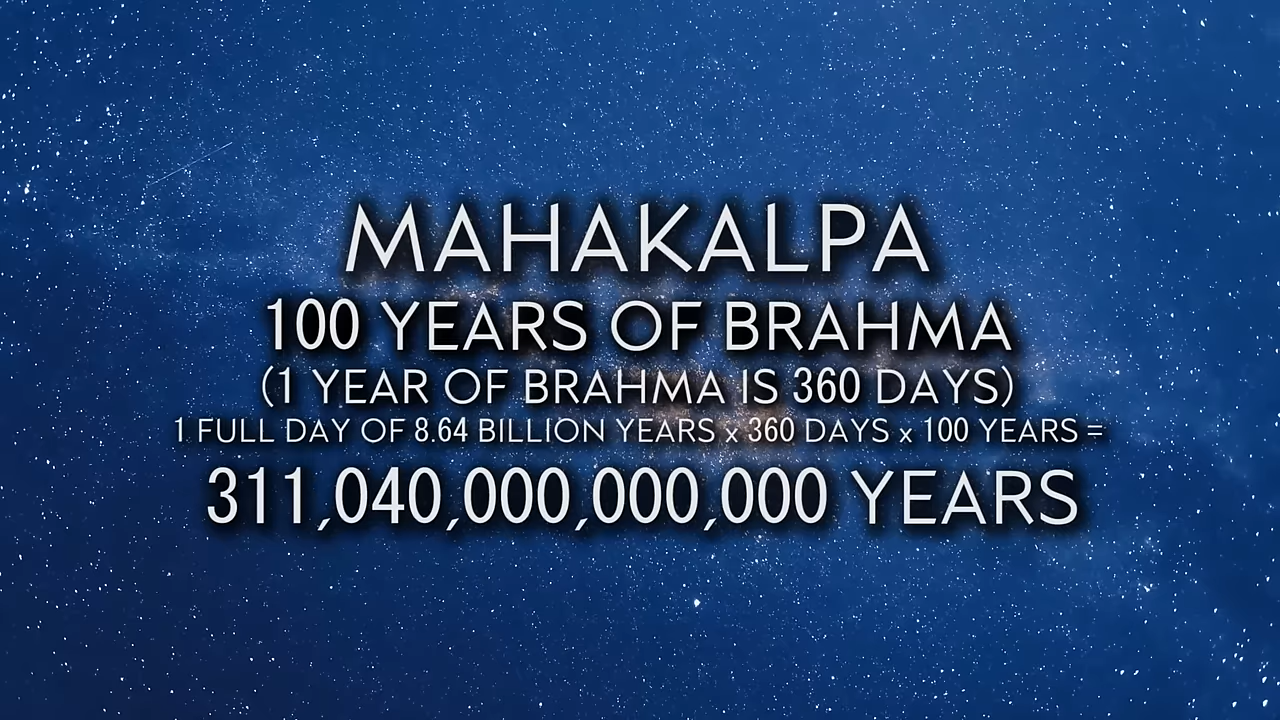 MAHAKALPA
100 YEARS OF BRAHMA
(1 YEAR OF BRAHMA IS 360 DAYS)
1 FULL DAY OF 8.64 BILLION YEARS x 360 DAYS x 100 YEARS =
311,040,000,000,000 YEARS